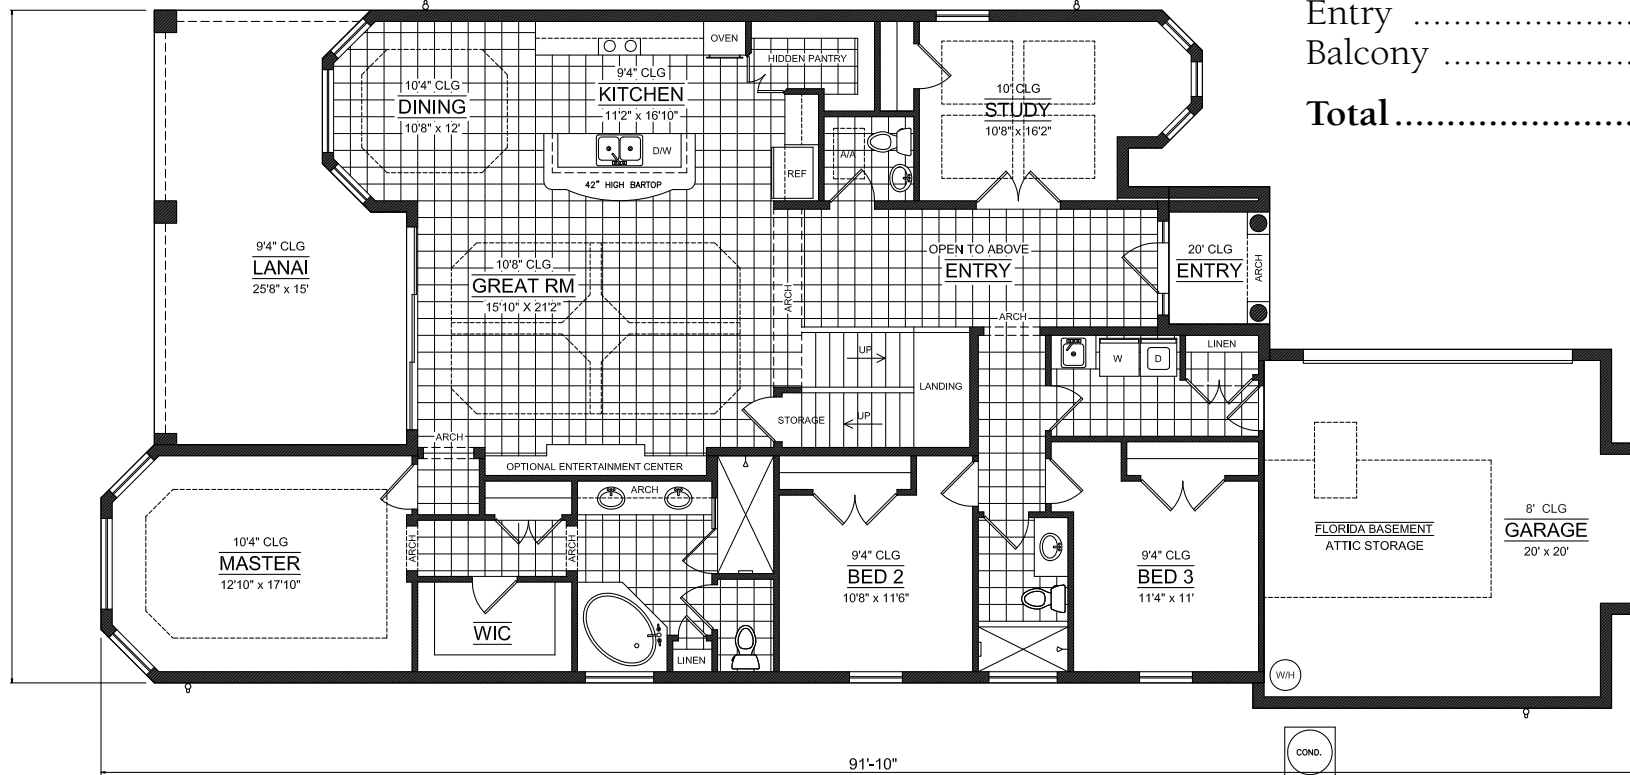 Entry ..............................
Balcony ..........................
Total..............................
OVEN
HIDDEN PANTRY
10'4" CLG
DINING
10'8" x 12'
9'4" CLG
KITCHEN
11'2" x 16'10"
D/W
42" HIGH BARTOP
REF
A/A
10' CLG
STUDY
10'8" x 16'2"
9'4" CLG
LANAI
25'8" x 15'
10'8" CLG
GREAT RM
15'10" X 21'2"
ARCH
OPEN TO ABOVE
ENTRY
20' CLG
ENTRY
ARCH
ARCH
UP
LANDING
STORAGE
UP
W
D
LINEN
ARCH
OPTIONAL ENTERTAINMENT CENTER
ARCH
10'4" CLG
MASTER
12'10" x 17'10"
ARCH
ARCH
WIC
LINEN
9'4" CLG
BED 2
10'8" x 11'6"
9'4" CLG
BED 3
11'4" x 11'
FLORIDA BASEMENT
ATTIC STORAGE
8' CLG
GARAGE
20' x 20'
W/H
COND.
91'-10"